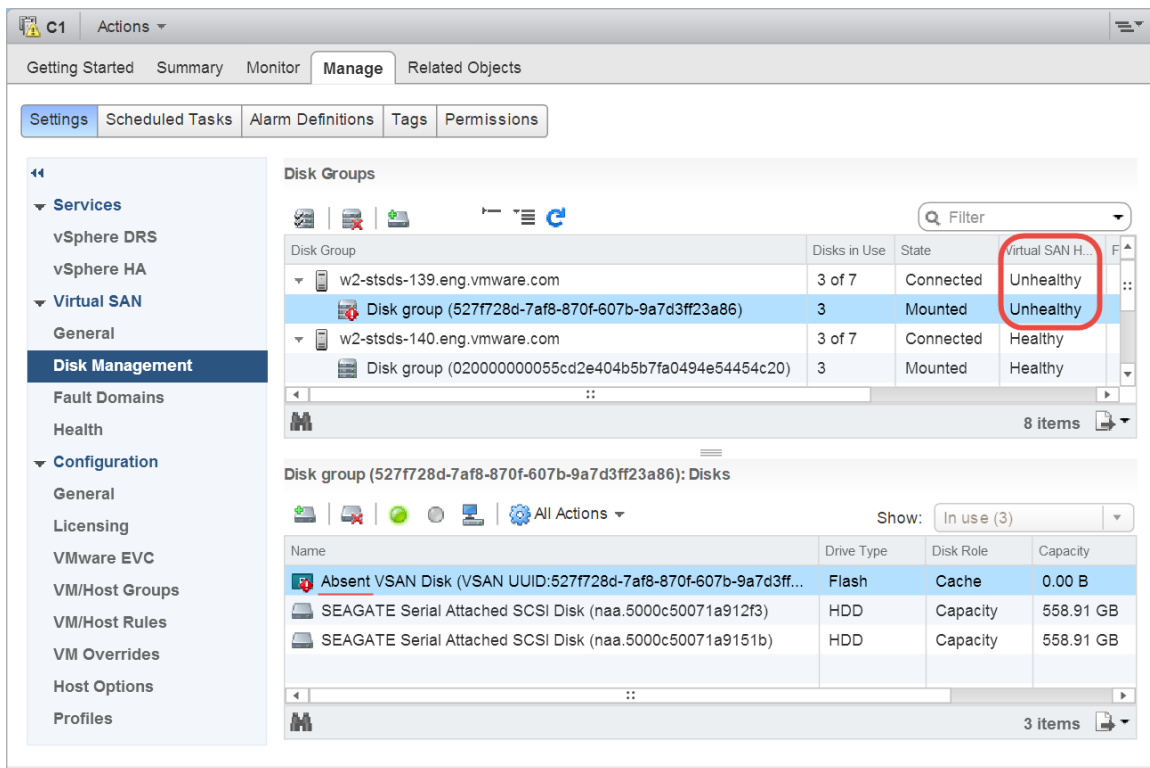 C1 Actions
Getting Started Summary Monitor Manage Related Objects
Settings Scheduled Tasks Alarm Definitions Tags Permissions
Services
vSphere DRS
vSphere HA
Virtual SAN
General
Disk Management
Fault Domains
Health
Configuration
General
Licensing
VMware EVC
VM/Host Groups
VM/Host Rules
VM Overrides
Host Options
Profiles
Disk Groups
Filter
Disk Group Disks in Use State Virtual SAN H... F
w2-stsds-139.eng.vmware.com 3 of 7 Connected Unhealthy
Disk group (527f728d-7af8-870f-607b-9a7d3ff23a86) 3 Mounted Unhealthy
w2-stsds-140.eng.vmware.com 3 of 7 Connected Healthy
Disk group (020000000055cd2e404b5b7fa0494e54454c20) 3 Mounted Healthy
8 items
Disk group (527f728d-7af8-870f-607b-9a7d3ff23a86): Disks
All Actions Show: In use (3)
Name Drive Type Disk Role Capacity
Absent VSAN Disk (VSAN UUID:527f728d-7af8-870f-607b-9a7d3ff... Flash Cache 0.00 B
SEAGATE Serial Attached SCSI Disk (naa.5000c50071a912f3) HDD Capacity 558.91 GB
SEAGATE Serial Attached SCSI Disk (naa.5000c50071a9151b) HDD Capacity 558.91 GB
3 items